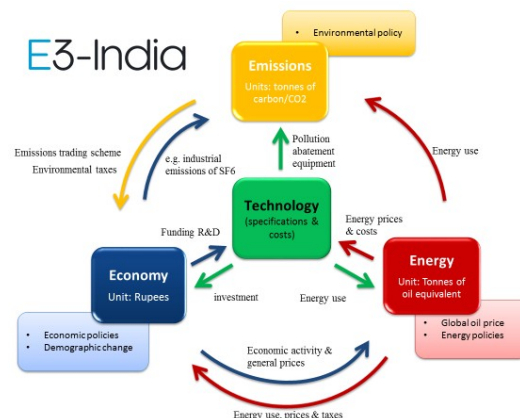 E3-India
• Environmental policy
Emissions
Units: tonnes of
carbon/CO2
Emissions trading scheme
Environmental taxes
e.g. industrial
emissions of SF6
Pollution
abatement
equipment
Energy use
Technology
(specifications &
costs)
Funding R&D
Energy prices
& costs
Economy
Unit: Rupees
investment
Energy use
Energy
Unit: Tonnes of
oil equivalent
• Economic policies
• Demographic change
• Global oil price
• Energy policies
Economic activity &
general prices
Energy use, prices & taxes